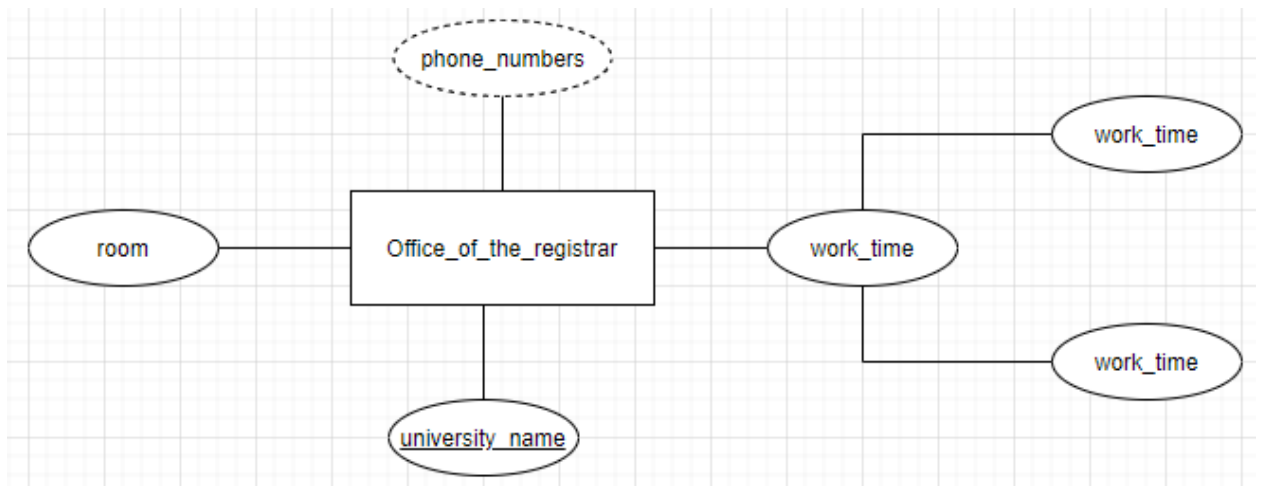 phone_numbers
work_time
room
Office_of_the_registrar
work_time
work_time
university_name